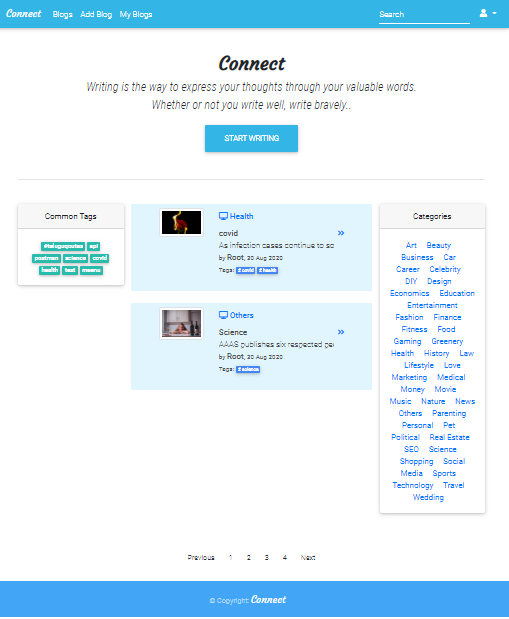 Connect Blogs Add Blog My Blogs Search
Connect
Writing is the way to express your thoughts through your valuable words.
Whether or not you write well, write bravely..
START WRITING
Common Tags
#teluguquotes api
postman science covid
health test meems
Health
covid
As infection cases continue to so
by Root, 30 Aug 2020
Tags: # covid # health
Others
Science
AAAS publishes six respected pe
by Root, 30 Aug 2020
Tags: # science
Categories
Art Beauty
Business Car
Career Celebrity
DIY Design
Economics Education
Entertainment
Fashion Finance
Fitness Food
Gaming Greenery
Health History Law
Lifestyle Love
Marketing Medical
Money Movie
Music Nature News
Others Parenting
Personal Pet
Political Real Estate
SEO Science
Shopping Social
Media Sports
Technology Travel
Wedding
Previous 1 2 3 4 Next
© Copyright: Connect